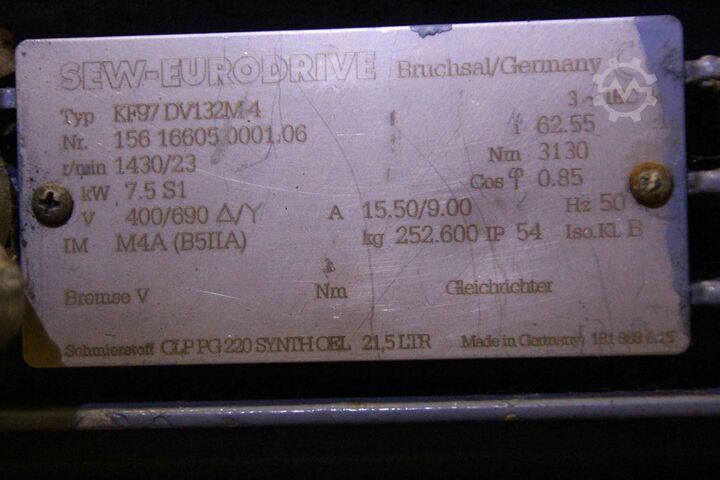 SEW-EURODRIVE Bruchsal/Germany
Typ KF97 DV132M-4 3~
Nr. 156 16605 0001.06 i 62.55
r/min 1430/23 Nm 3130
kW 7.5 S1 Cos φ 0.85
V 400/690 Δ/Y A 15.50/9.00 Hz 50
IM M4A (B5IIA) kg 252.600 IP 54 Iso.Kl. B
Bremse V Nm Gleichrichter
Schmierstoff CLP PG 220 SYNTH OEL 21,5 LTR Made in Germany 181